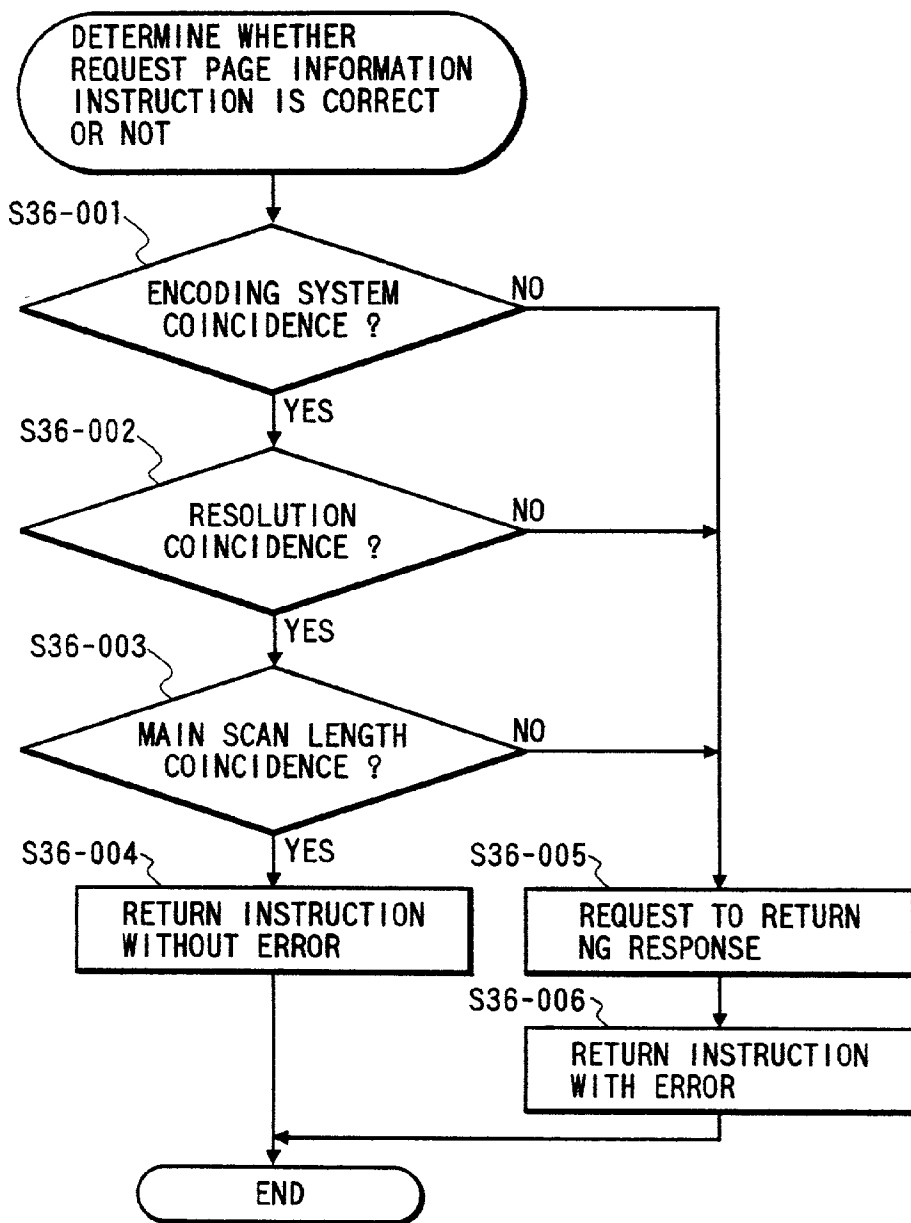 DETERMINE WHETHER
REQUEST PAGE INFORMATION
INSTRUCTION IS CORRECT
OR NOT
S36-001
ENCODING SYSTEM
COINCIDENCE ?
NO
YES
S36-002
RESOLUTION
COINCIDENCE ?
NO
YES
S36-003
MAIN SCAN LENGTH
COINCIDENCE ?
NO
YES
S36-004
RETURN INSTRUCTION
WITHOUT ERROR
S36-005
REQUEST TO RETURN
NG RESPONSE
S36-006
RETURN INSTRUCTION
WITH ERROR
END